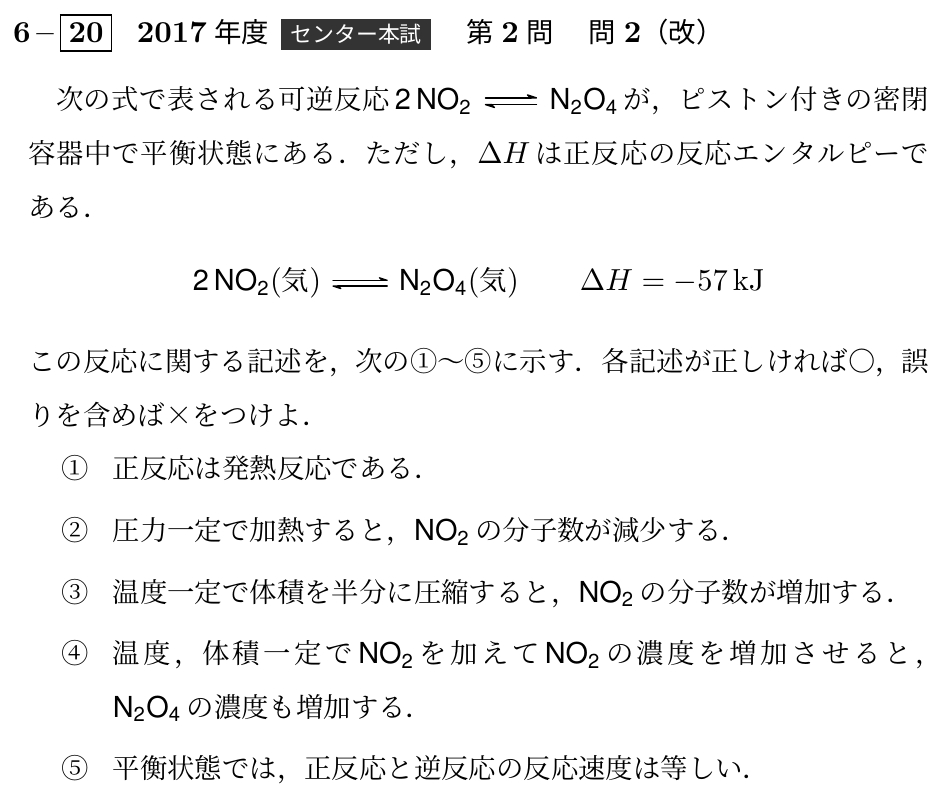 6－20 2017 年度 センター本試 第 2 問 問 2（改）
次の式で表される可逆反応 2 NO₂ ⇌ N₂O₄ が，ピストン付きの密閉
容器中で平衡状態にある．ただし，ΔH は正反応の反応エンタルピーで
ある．
2 NO₂(気) ⇌ N₂O₄(気) ΔH = −57 kJ
この反応に関する記述を，次の①〜⑤に示す．各記述が正しければ○，誤
りを含めば×をつけよ．
① 正反応は発熱反応である．
② 圧力一定で加熱すると，NO₂ の分子数が減少する．
③ 温度一定で体積を半分に圧縮すると，NO₂ の分子数が増加する．
④ 温度，体積一定で NO₂ を加えて NO₂ の濃度を増加させると，
N₂O₄ の濃度も増加する．
⑤ 平衡状態では，正反応と逆反応の反応速度は等しい．